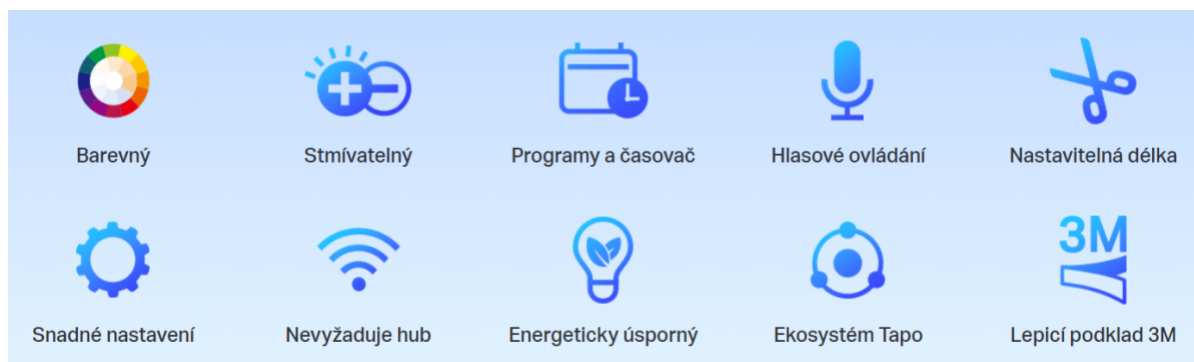 Barevný
Stmívatelný
Programy a časovač
Hlasové ovládání
Nastavitelná délka
3M
Snadné nastavení
Nevyžaduje hub
Energeticky úsporný
Ekosystém Tapo
Lepicí podklad 3M